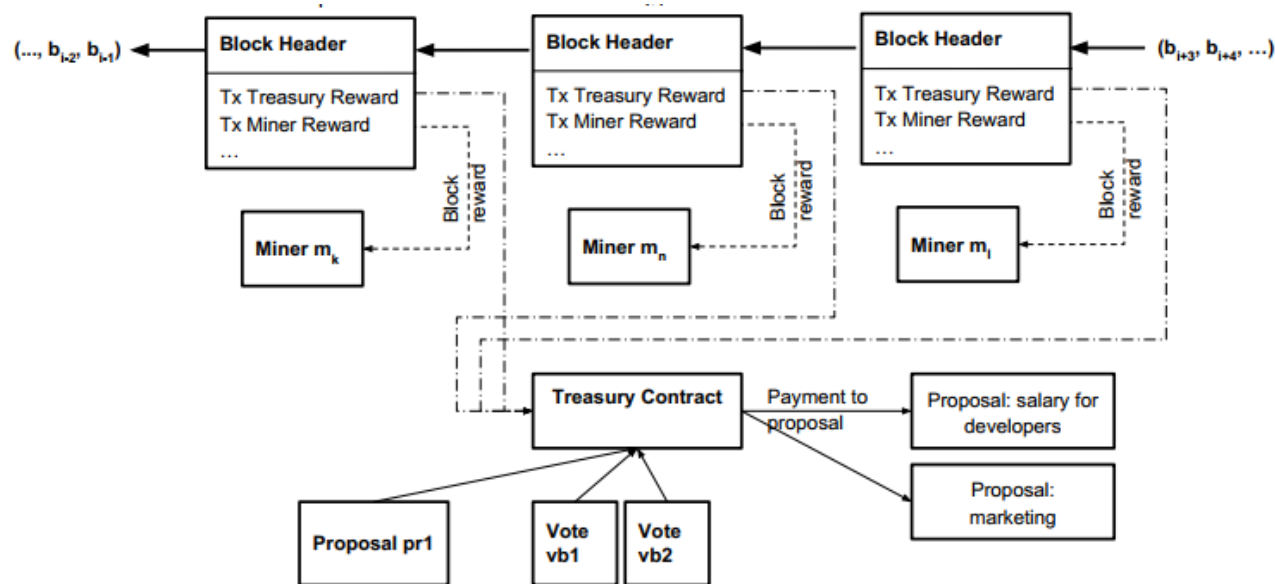 (..., bi-2, bi-1)
Block Header
Tx Treasury Reward
Tx Miner Reward
...
Block Header
Tx Treasury Reward
Tx Miner Reward
...
Block Header
Tx Treasury Reward
Tx Miner Reward
...
(bi+3, bi+4, ...)
Block
reward
Block
reward
Block
reward
Miner mk
Miner mn
Miner ml
Treasury Contract
Payment to
proposal
Proposal: salary for
developers
Proposal:
marketing
Proposal pr1
Vote
vb1
Vote
vb2